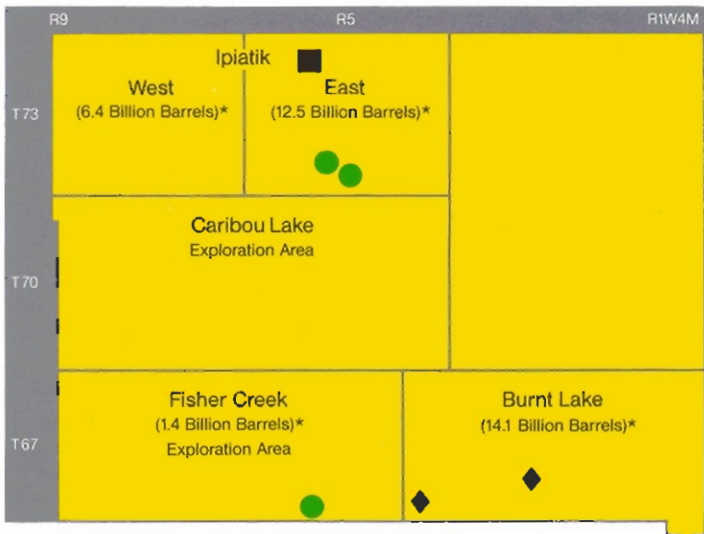 R9 R5 R1W4M
Ipiatik
West East
(6.4 Billion Barrels)* (12.5 Billion Barrels)*
T73
Caribou Lake
Exploration Area
T70
Fisher Creek Burnt Lake
(1.4 Billion Barrels)* (14.1 Billion Barrels)*
T67
Exploration Area